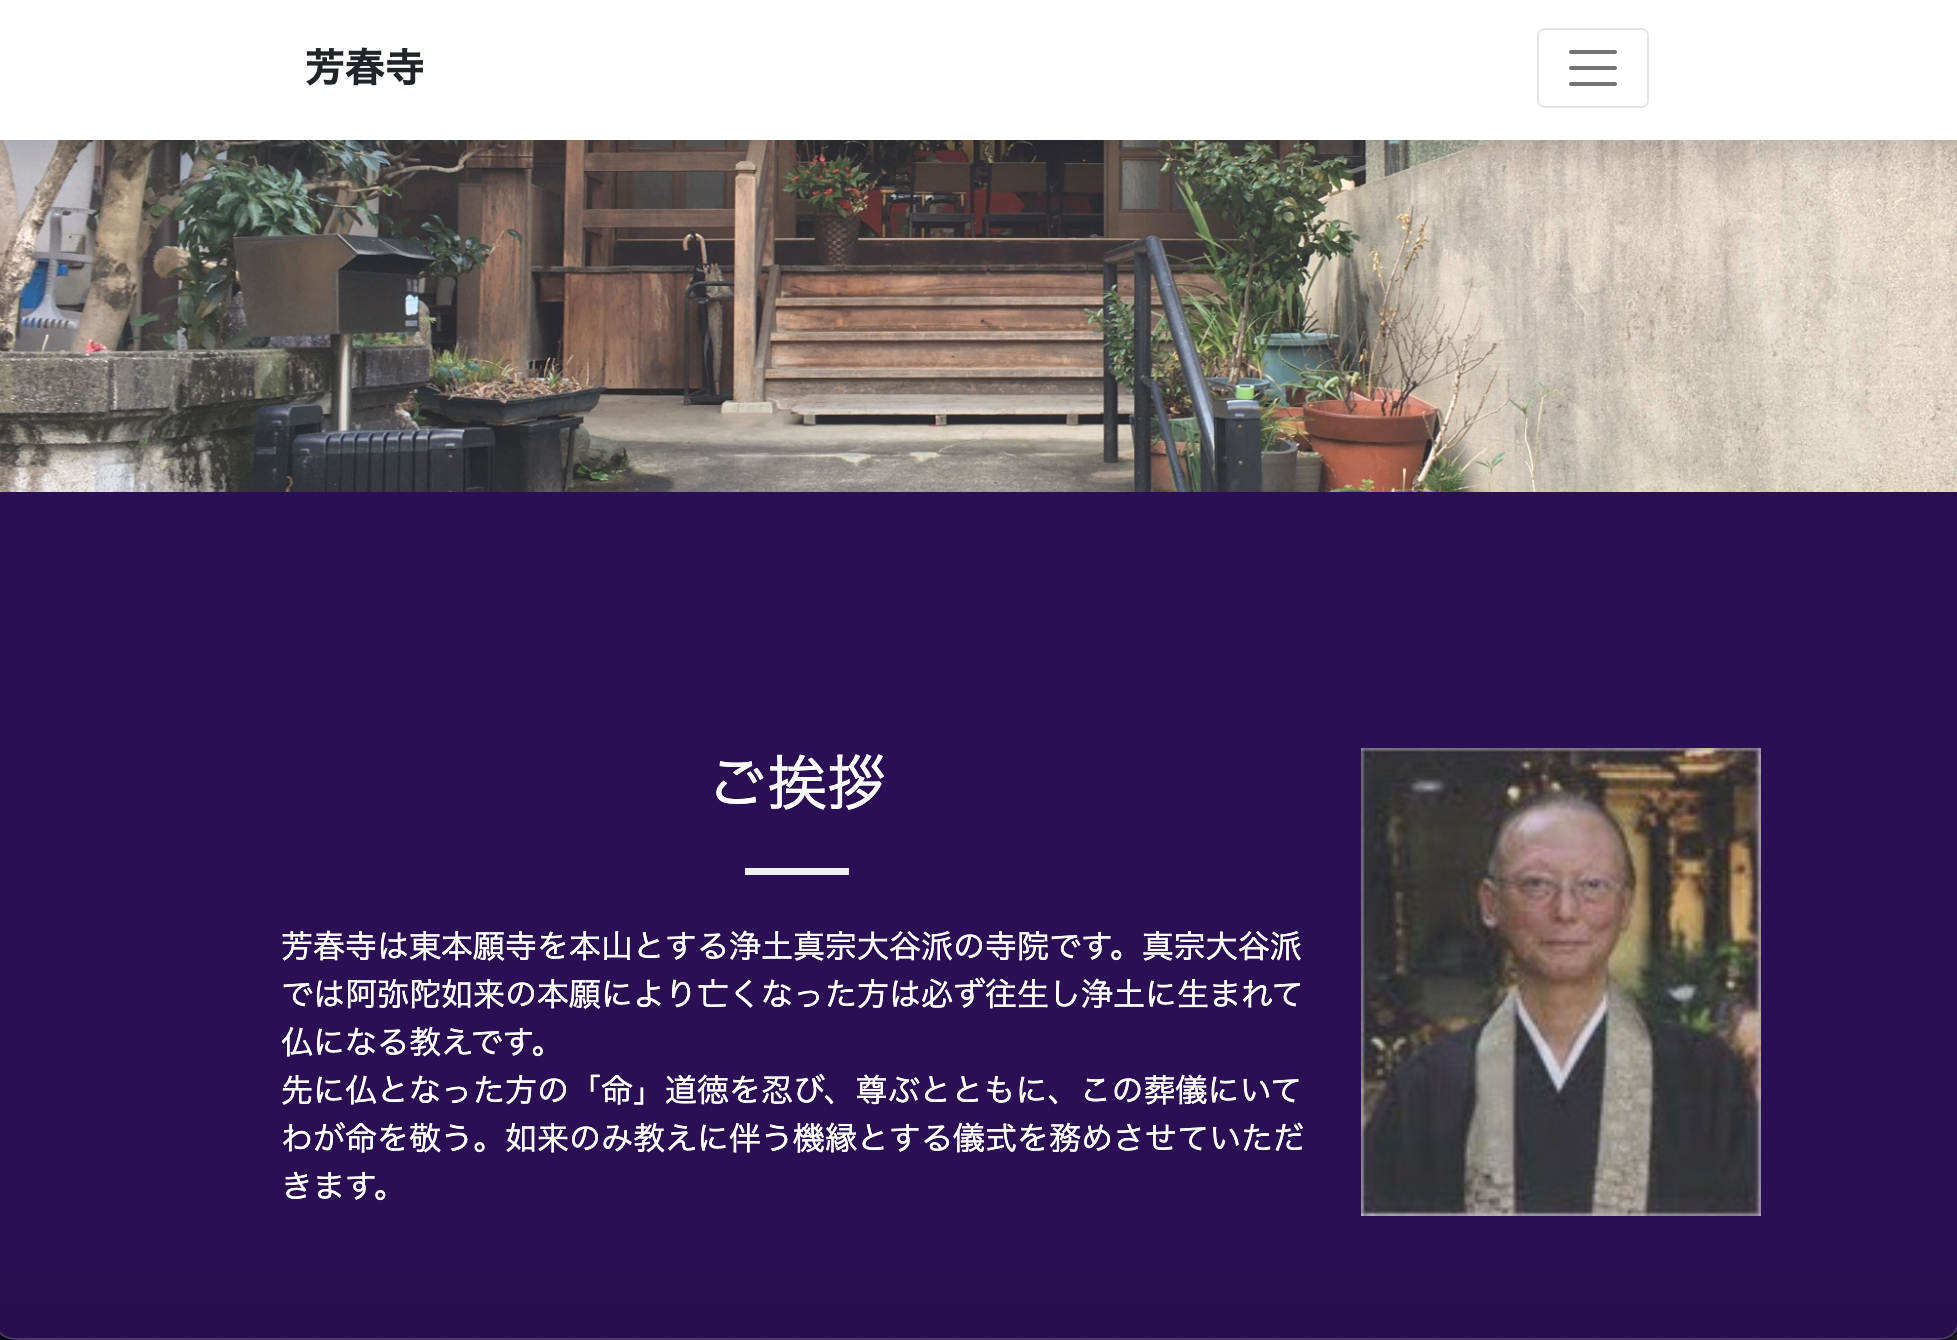 芳春寺
ご挨拶
芳春寺は東本願寺を本山とする浄土真宗大谷派の寺院です。真宗大谷派
では阿弥陀如来の本願により亡くなった方は必ず往生し浄土に生まれて
仏になる教えです。
先に仏となった方の「命」道徳を忍び、尊ぶとともに、この葬儀にいて
わが命を敬う。如来のみ教えに伴う機縁とする儀式を務めさせていただ
きます。